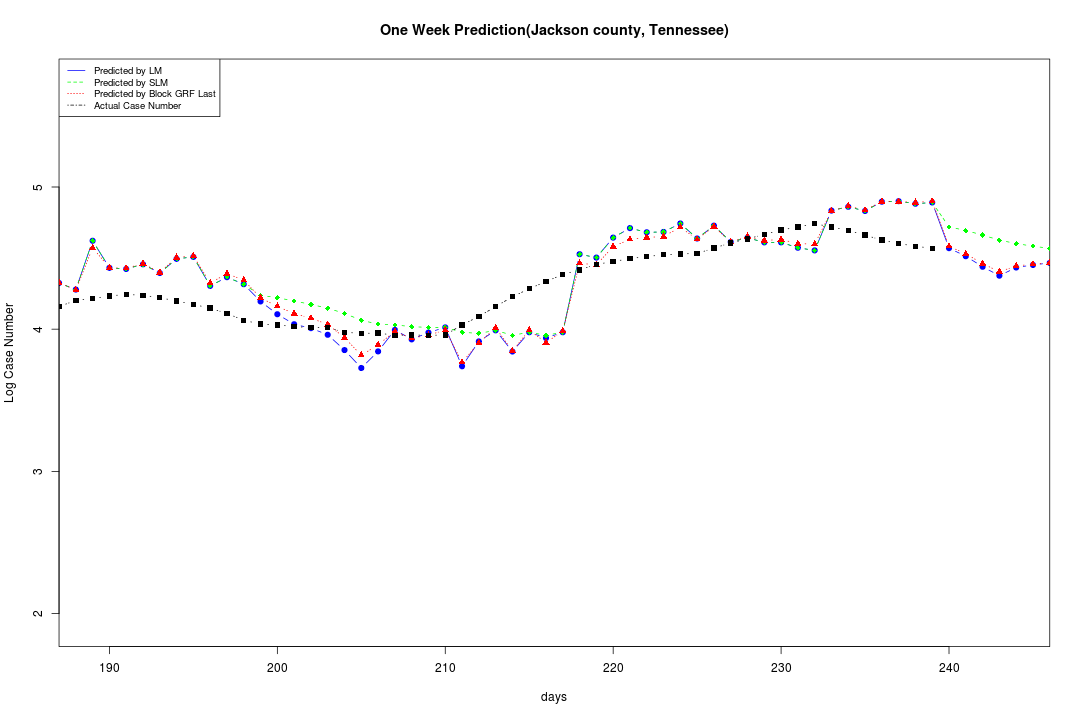 One Week Prediction(Jackson county, Tennessee)
Predicted by LM
Predicted by SLM
Predicted by Block GRF Last
Actual Case Number
5
4
3
2
Log Case Number
190 200 210 220 230 240
days